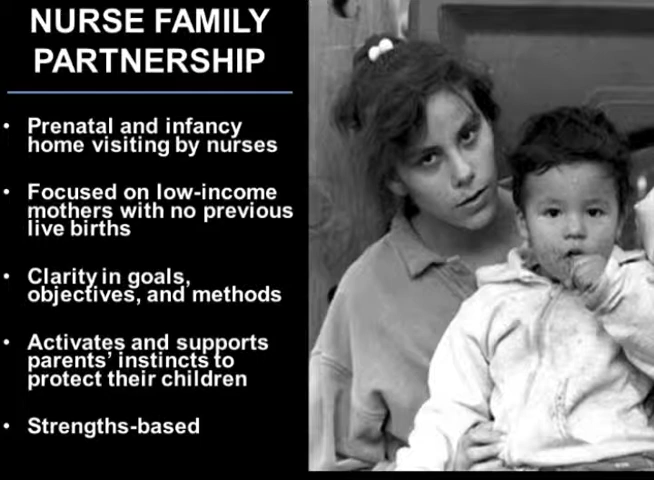 NURSE FAMILY
PARTNERSHIP
• Prenatal and infancy
home visiting by nurses
• Focused on low-income
mothers with no previous
live births
• Clarity in goals,
objectives, and methods
• Activates and supports
parents’ instincts to
protect their children
• Strengths-based